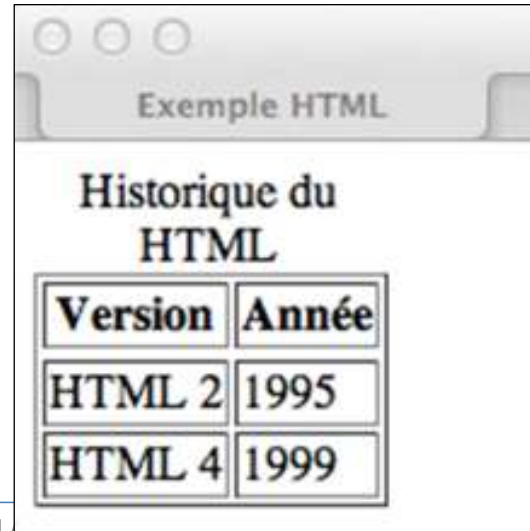 Exemple HTML
Historique du
HTML
Version Année
HTML 2 1995
HTML 4 1999